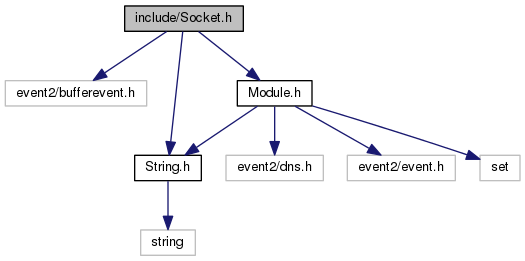 include/Socket.h
event2/bufferevent.h
Module.h
String.h
event2/dns.h
event2/event.h
set
string